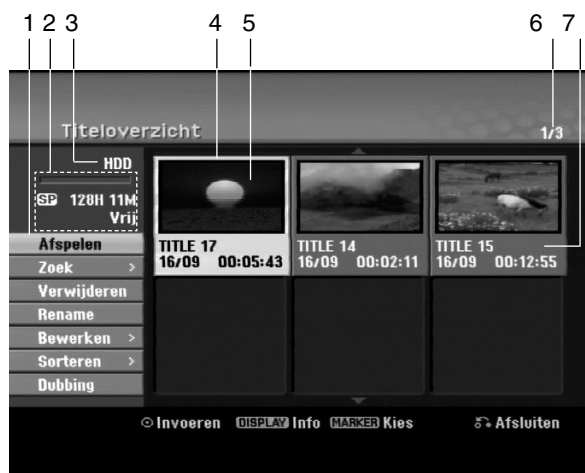 1 2 3 4 5 6 7
Titeloverzicht
1/3
HDD
SP 128H 11M
Vrij
Afspelen
Zoek >
Verwijderen
Rename
Bewerken >
Sorteren >
Dubbing
TITLE 17
16/09 00:05:43
TITLE 14
16/09 00:02:11
TITLE 15
16/09 00:12:55
Invoeren DISPLAY Info MARKER Kies Afsluiten